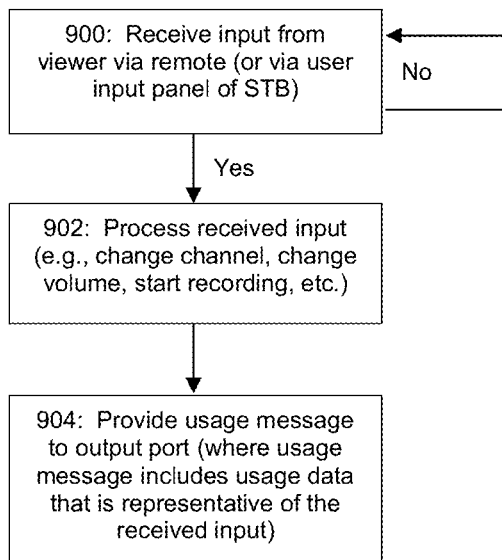 900: Receive input from
viewer via remote (or via user
input panel of STB)
No
Yes
902: Process received input
(e.g., change channel, change
volume, start recording, etc.)
904: Provide usage message
to output port (where usage
message includes usage data
that is representative of the
received input)